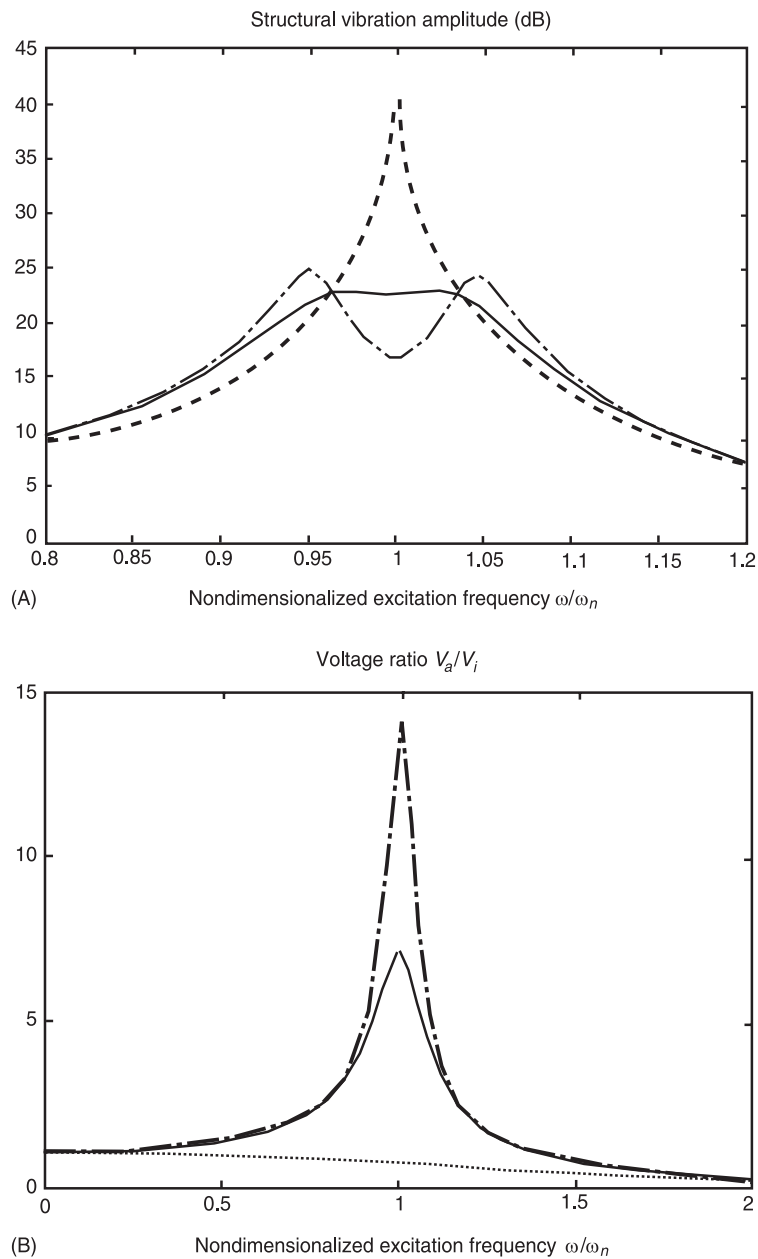 Structural vibration amplitude (dB)
45
40
35
30
25
20
15
10
5
0
0.8 0.85 0.9 0.95 1 1.05 1.1 1.15 1.2
(A) Nondimensionalized excitation frequency ω/ωn
Voltage ratio Va/Vi
15
10
5
0
0 0.5 1 1.5 2
(B) Nondimensionalized excitation frequency ω/ωn